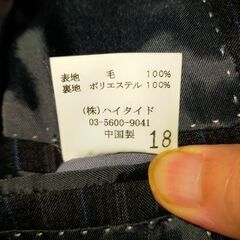 表地 毛 100%
裏地 ポリエステル 100%
(株)ハイタイド
03-5600-9041
中国製 18